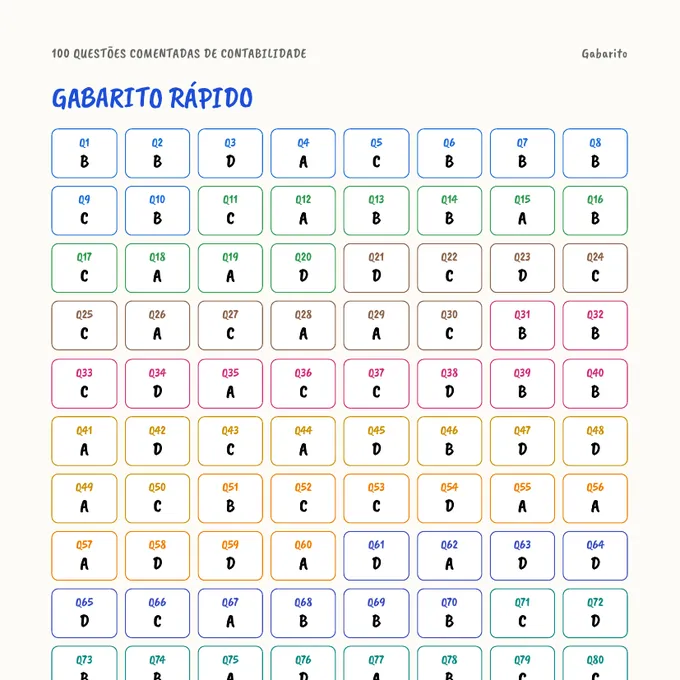 100 QUESTÕES COMENTADAS DE CONTABILIDADE Gabarito
GABARITO RÁPIDO
Q1 Q2 Q3 Q4 Q5 Q6 Q7 Q8
B B D A C B B B
Q9 Q10 Q11 Q12 Q13 Q14 Q15 Q16
C B C A B B A B
Q17 Q18 Q19 Q20 Q21 Q22 Q23 Q24
C A A D D C D C
Q25 Q26 Q27 Q28 Q29 Q30 Q31 Q32
C A C A A C B B
Q33 Q34 Q35 Q36 Q37 Q38 Q39 Q40
C D A C C D B B
Q41 Q42 Q43 Q44 Q45 Q46 Q47 Q48
A D C A D B D D
Q49 Q50 Q51 Q52 Q53 Q54 Q55 Q56
A C B C C D A A
Q57 Q58 Q59 Q60 Q61 Q62 Q63 Q64
A D D A D A D D
Q65 Q66 Q67 Q68 Q69 Q70 Q71 Q72
D C A B B B C D
Q73 Q74 Q75 Q76 Q77 Q78 Q79 Q80
B B A D A B C C